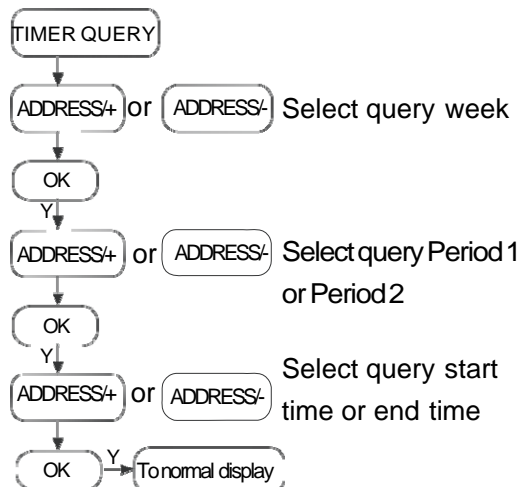 TIMER QUERY
ADDRESS/+ or ADDRESS/- Select query week
OK
Y
ADDRESS/+ or ADDRESS/- Select query Period 1
or Period 2
OK
Y
ADDRESS/+ or ADDRESS/- Select query start
time or end time
OK Y To normal display